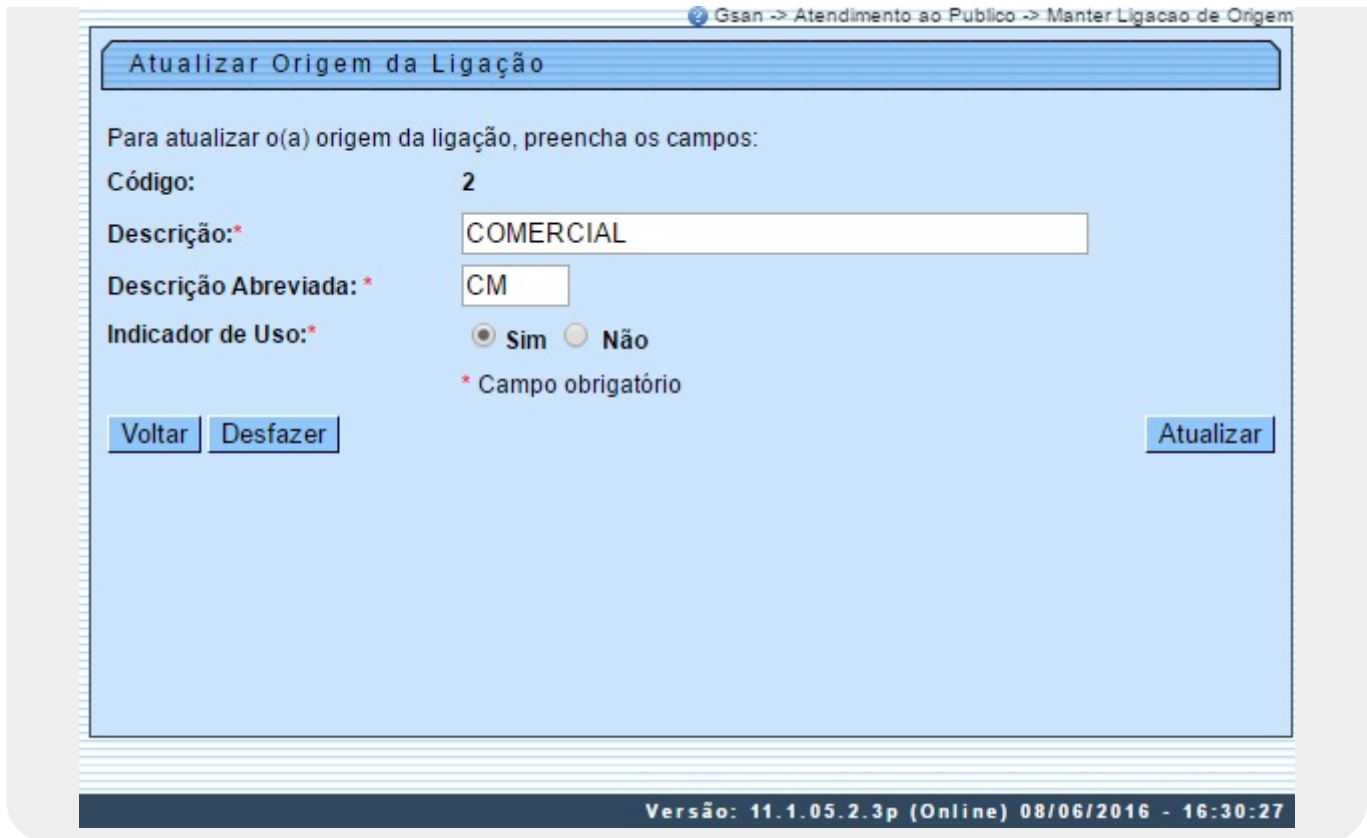 Gsan -> Atendimento ao Publico -> Manter Ligacao de Origem
Atualizar Origem da Ligação
Para atualizar o(a) origem da ligação, preencha os campos:
Código: 2
Descrição:* COMERCIAL
Descrição Abreviada: * CM
Indicador de Uso:* Sim Não
* Campo obrigatório
Voltar Desfazer Atualizar
Versão: 11.1.05.2.3p (Online) 08/06/2016 - 16:30:27